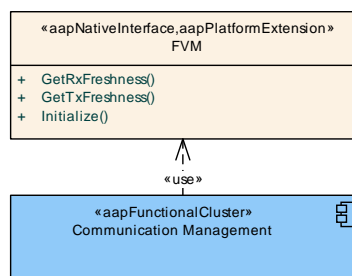 «aapNativeInterface,aapPlatformExtension»
FVM
+ GetRxFreshness()
+ GetTxFreshness()
+ Initialize()
«use»
«aapFunctionalCluster»
Communication Management